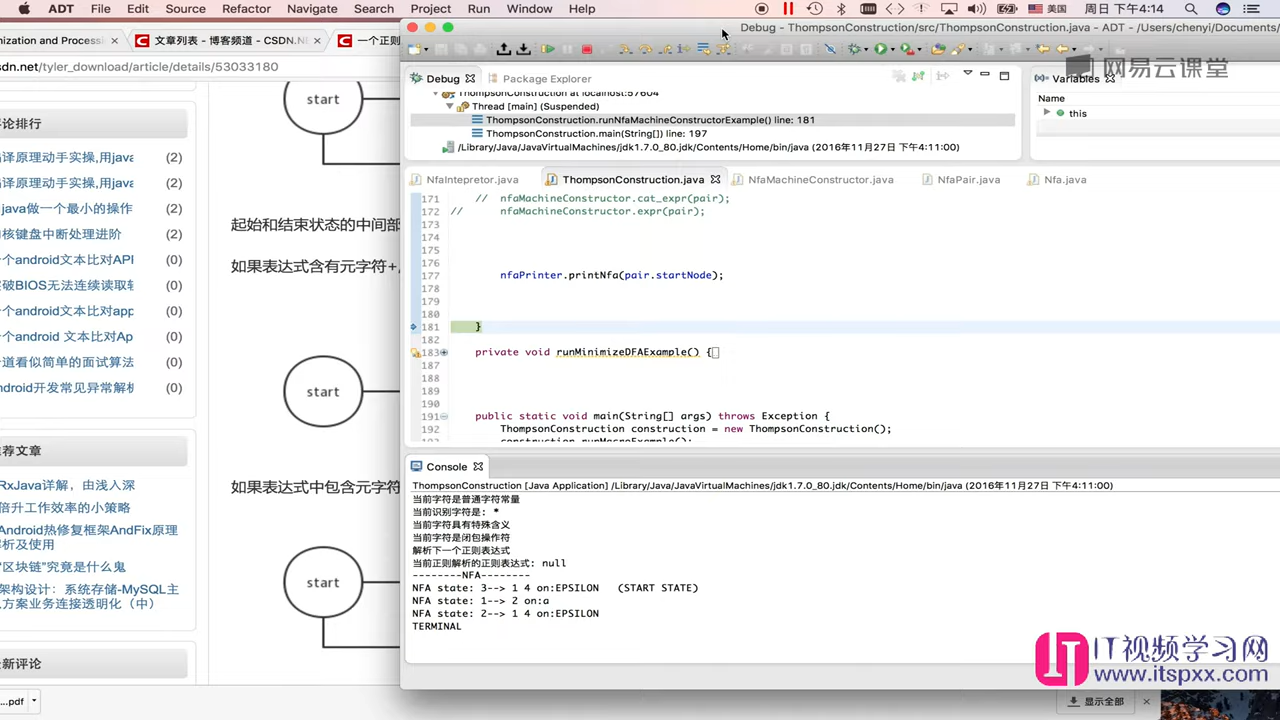 ADT File Edit Source Refactor Navigate Search Project Run Window Help 美国 周日 下午4:14
nization and Process
文章列表 - 博客频道 - CSDN.N
一个正则
Debug - ThompsonConstruction/src/ThompsonConstruction.java - ADT - /Users/chenyi/Documents/
sdn.net/tyler_download/article/details/53033180
网易云课堂
Debug
Package Explorer
Variables
ThompsonConstruction at localhost:57604
Thread [main] (Suspended)
ThompsonConstruction.runNfaMachineConstructorExample() line: 181
ThompsonConstruction.main(String[]) line: 197
/Library/Java/JavaVirtualMachines/jdk1.7.0_80.jdk/Contents/Home/bin/java (2016年11月27日 下午4:11:00)
Name
this
NfaIntepretor.java
ThompsonConstruction.java
NfaMachineConstructor.java
NfaPair.java
Nfa.java
171 // nfaMachineConstructor.cat_expr(pair);
172 // nfaMachineConstructor.expr(pair);
173
174
175
176
177 nfaPrinter.printNfa(pair.startNode);
178
179
180
181 }
182
183 private void runMinimizeDFAExample() {
187
188
189
190
191 public static void main(String[] args) throws Exception {
192 ThompsonConstruction construction = new ThompsonConstruction();
193 construction.runMacroExample();
Console
ThompsonConstruction [Java Application] /Library/Java/JavaVirtualMachines/jdk1.7.0_80.jdk/Contents/Home/bin/java (2016年11月27日 下午4:11:00)
当前字符是普通字符常量
当前识别字符是: *
当前字符具有特殊含义
当前字符是闭包操作符
解析下一个正则表达式
当前正则解析的正则表达式: null
--------NFA--------
NFA state: 3--> 1 4 on:EPSILON (START STATE)
NFA state: 1--> 2 on:a
NFA state: 2--> 1 4 on:EPSILON
TERMINAL
评论排行
编译原理动手实操,用java (2)
编译原理动手实操,用java (2)
java做一个最小的操作 (2)
内核键盘中断处理进阶 (2)
个android文本比对API (0)
突破BIOS无法连续读取软 (1)
个android文本比对app (1)
个android 文本比对Ap (1)
道看似简单的面试算法 (1)
ndroid开发常见异常解析 (0)
荐文章
RxJava详解，由浅入深
倍升工作效率的小策略
Android热修复框架AndFix原理
解析及使用
“区块链”究竟是什么鬼
架构设计：系统存储-MySQL主
方案业务连接透明化（中）
最新评论
start
起始和结束状态的中间部
如果表达式含有元字符+,
start
如果表达式中包含元字符
start
...pdf
显示全部
IT视频学习网
www.itspxx.com